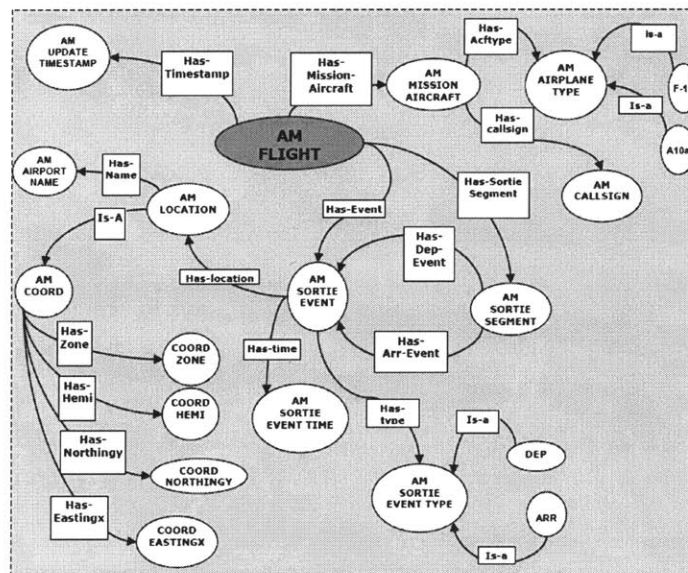 AM
UPDATE
TIMESTAMP
Has-
Timestamp
Has-
Mission-
Aircraft
AM
MISSION
AIRCRAFT
Has-
Acftype
AM
AIRPLANE
TYPE
Is-a
F-1
Is-a
A10a
Has-
callsign
AM
CALLSIGN
AM
FLIGHT
AM
AIRPORT
NAME
Has-
Name
AM
LOCATION
Is-A
AM
COORD
Has-Event
Has-Sortie
Segment
Has-
Dep-
Event
Has-location
AM
SORTIE
EVENT
AM
SORTIE
SEGMENT
Has-
Arr-Event
Has-time
AM
SORTIE
EVENT TIME
Has-
Zone
COORD
ZONE
Has-
Hemi
COORD
HEMI
Has-
Northingy
COORD
NORTHINGY
Has-
Eastingx
COORD
EASTINGX
Has-
type
Is-a
DEP
AM
SORTIE
EVENT TYPE
ARR
Is-a